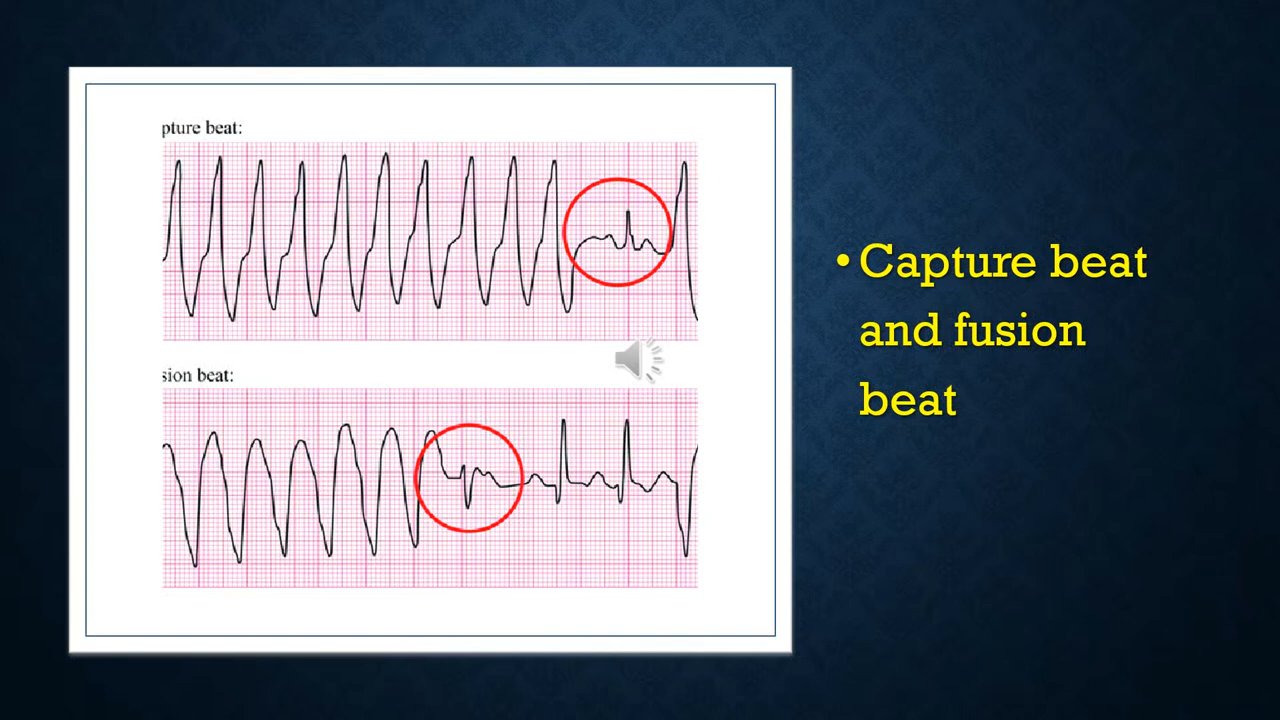 pture beat:
sion beat:
• Capture beat
and fusion
beat